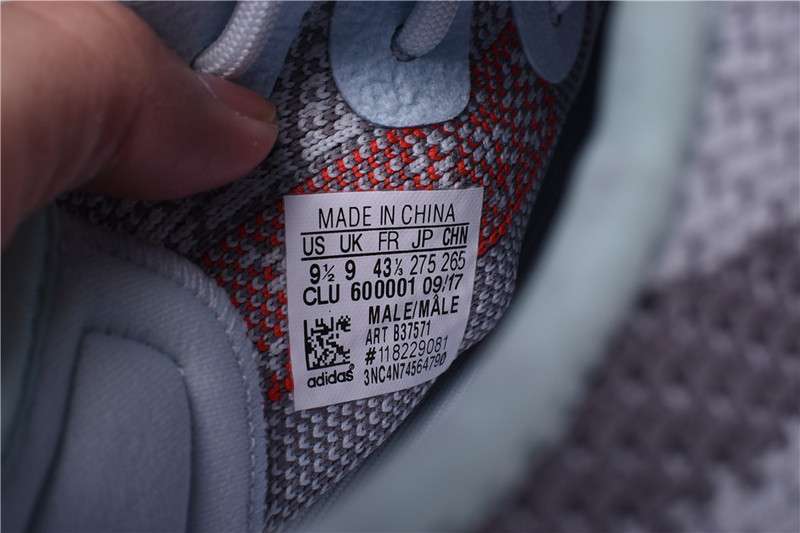 MADE IN CHINA
US UK FR JP CHN
9½ 9 43⅓ 275 265
CLU 600001 09/17
MALE/MÂLE
ART B37571
#118229081
adidas® 3NC4N74564790